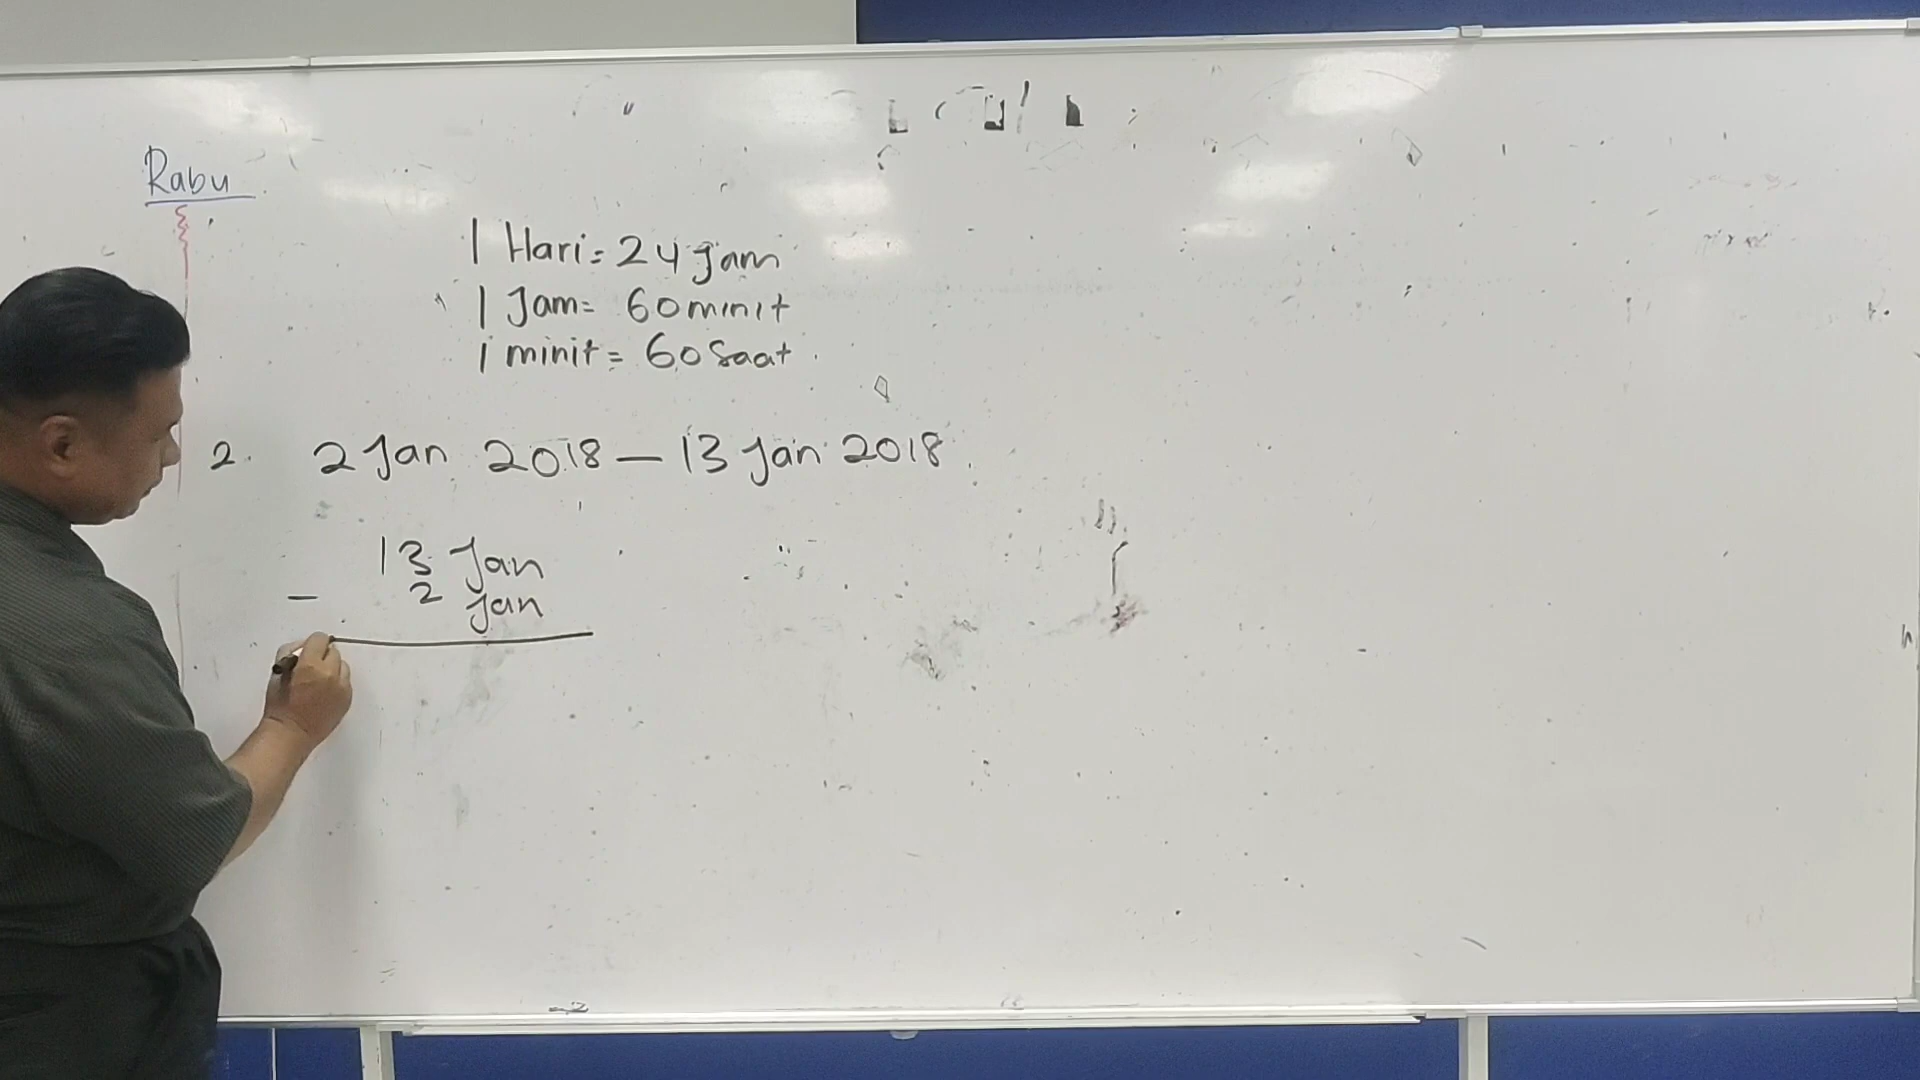 Rabu
1 Hari = 24 Jam
1 Jam = 60 minit
1 minit = 60 Saat.
2. 2 Jan 2018 – 13 Jan 2018.
13 Jan
– 2 Jan